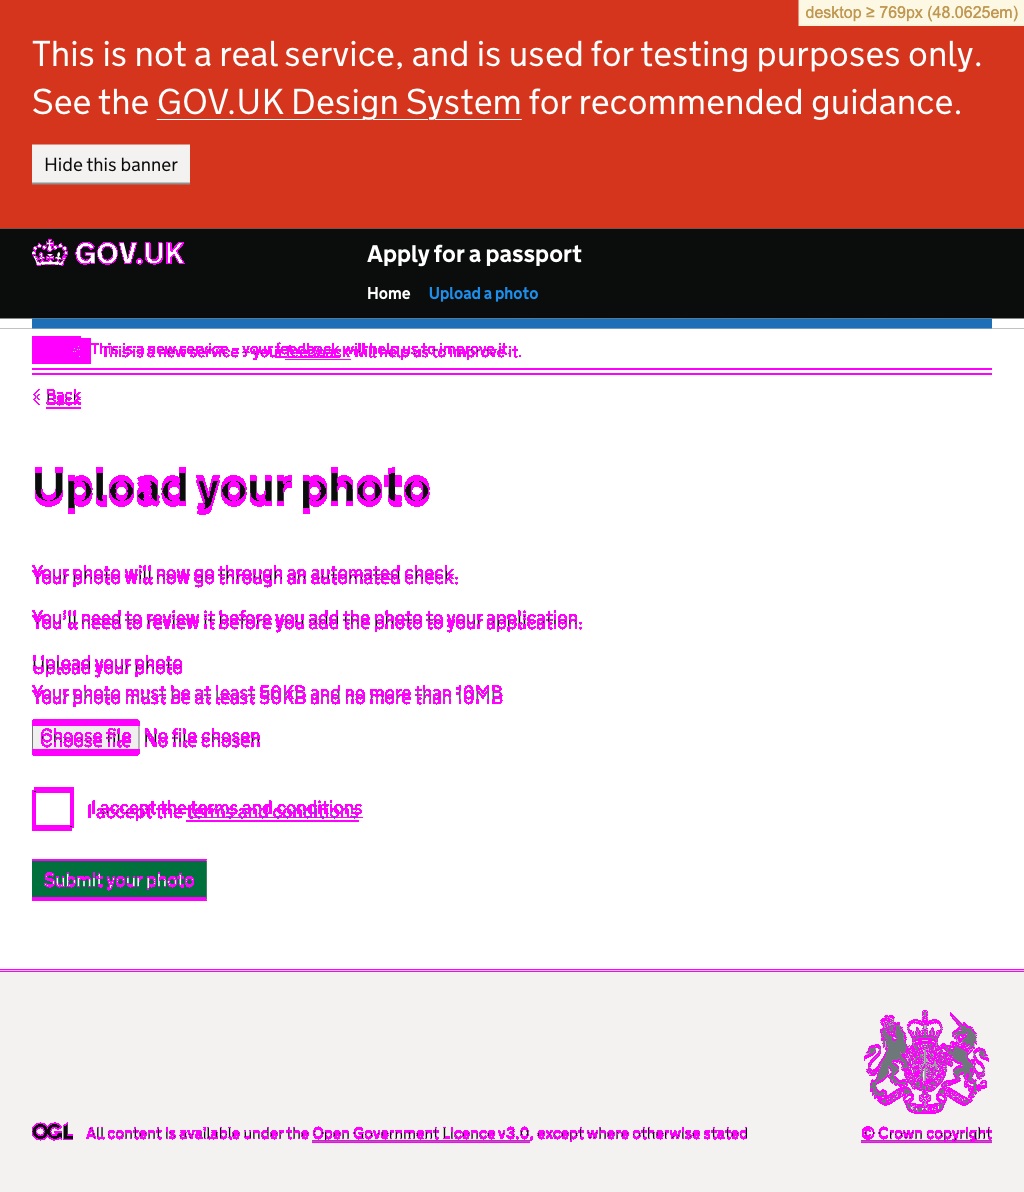 desktop ≥ 769px (48.0625em)
This is not a real service, and is used for testing purposes only.
See the GOV.UK Design System for recommended guidance.
Hide this banner
GOV.UK
Apply for a passport
Home Upload a photo
This is a new service – your feedback will help us to improve it.
Back
Upload your photo
Your photo will now go through an automated check.
You’ll need to review it before you add the photo to your application.
Upload your photo
Your photo must be at least 50KB and no more than 10MB
Choose file No file chosen
I accept the terms and conditions
Submit your photo
OGL All content is available under the Open Government Licence v3.0, except where otherwise stated
© Crown copyright